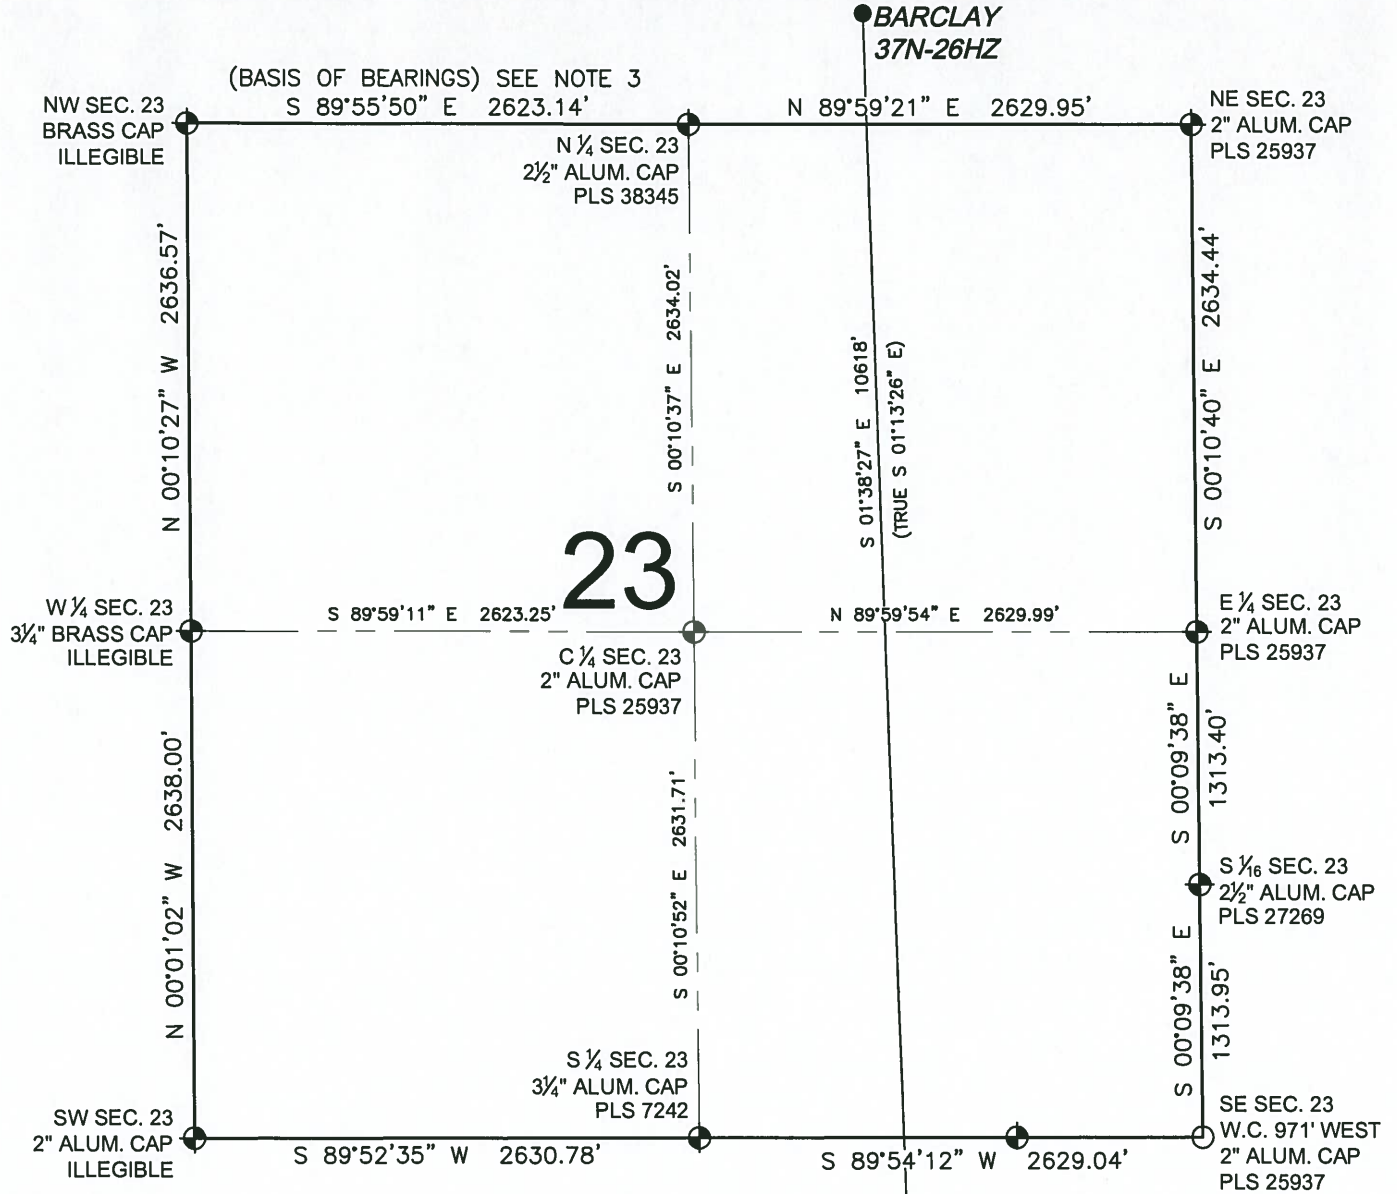 BARCLAY
37N-26HZ
(BASIS OF BEARINGS) SEE NOTE 3
S 89°55'50" E 2623.14'
N 89°59'21" E 2629.95'
NW SEC. 23
BRASS CAP
ILLEGIBLE
N ¼ SEC. 23
2½" ALUM. CAP
PLS 38345
NE SEC. 23
2" ALUM. CAP
PLS 25937
N 00°10'27" W 2636.57'
S 00°10'37" E 2634.02'
S 01°38'27" E 10618'
(TRUE S 01°13'26" E)
S 00°10'40" E 2634.44'
23
W ¼ SEC. 23
3¼" BRASS CAP
ILLEGIBLE
S 89°59'11" E 2623.25'
N 89°59'54" E 2629.99'
E ¼ SEC. 23
2" ALUM. CAP
PLS 25937
C ¼ SEC. 23
2" ALUM. CAP
PLS 25937
N 00°01'02" W 2638.00'
S 00°10'52" E 2631.71'
S 00°09'38" E
1313.40'
S 1/16 SEC. 23
2½" ALUM. CAP
PLS 27269
S 00°09'38" E
1313.95'
S ¼ SEC. 23
3¼" ALUM. CAP
PLS 7242
SW SEC. 23
2" ALUM. CAP
ILLEGIBLE
S 89°52'35" W 2630.78'
S 89°54'12" W 2629.04'
SE SEC. 23
W.C. 971' WEST
2" ALUM. CAP
PLS 25937